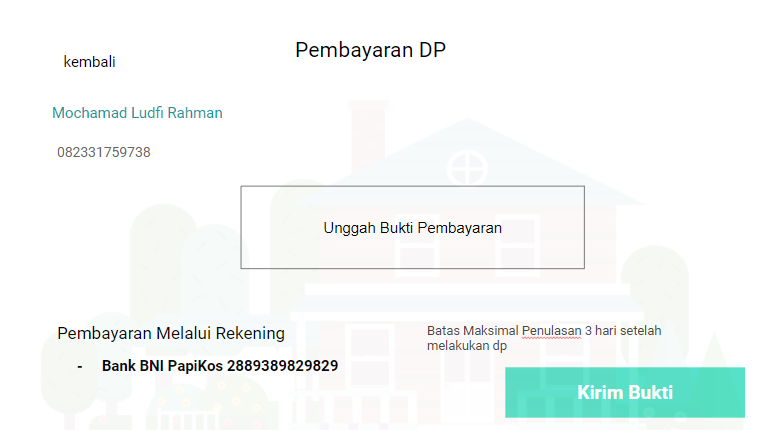 Pembayaran DP
kembali
Mochamad Ludfi Rahman
082331759738
Unggah Bukti Pembayaran
Pembayaran Melalui Rekening
- Bank BNI PapiKos 2889389829829
Batas Maksimal Penulasan 3 hari setelah
melakukan dp
Kirim Bukti